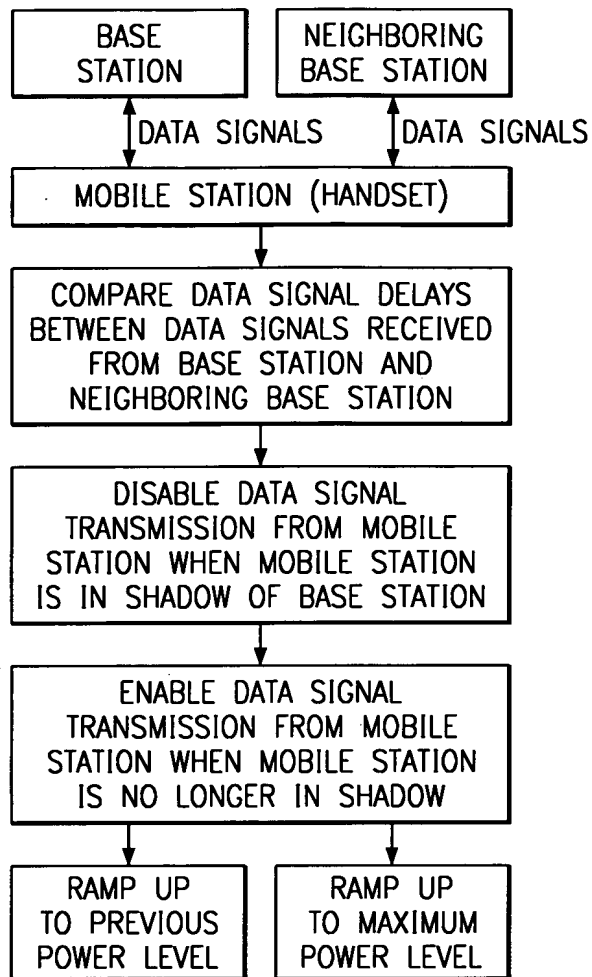 BASE
STATION
NEIGHBORING
BASE STATION
DATA SIGNALS
DATA SIGNALS
MOBILE STATION (HANDSET)
COMPARE DATA SIGNAL DELAYS
BETWEEN DATA SIGNALS RECEIVED
FROM BASE STATION AND
NEIGHBORING BASE STATION
DISABLE DATA SIGNAL
TRANSMISSION FROM MOBILE
STATION WHEN MOBILE STATION
IS IN SHADOW OF BASE STATION
ENABLE DATA SIGNAL
TRANSMISSION FROM MOBILE
STATION WHEN MOBILE STATION
IS NO LONGER IN SHADOW
RAMP UP
TO PREVIOUS
POWER LEVEL
RAMP UP
TO MAXIMUM
POWER LEVEL